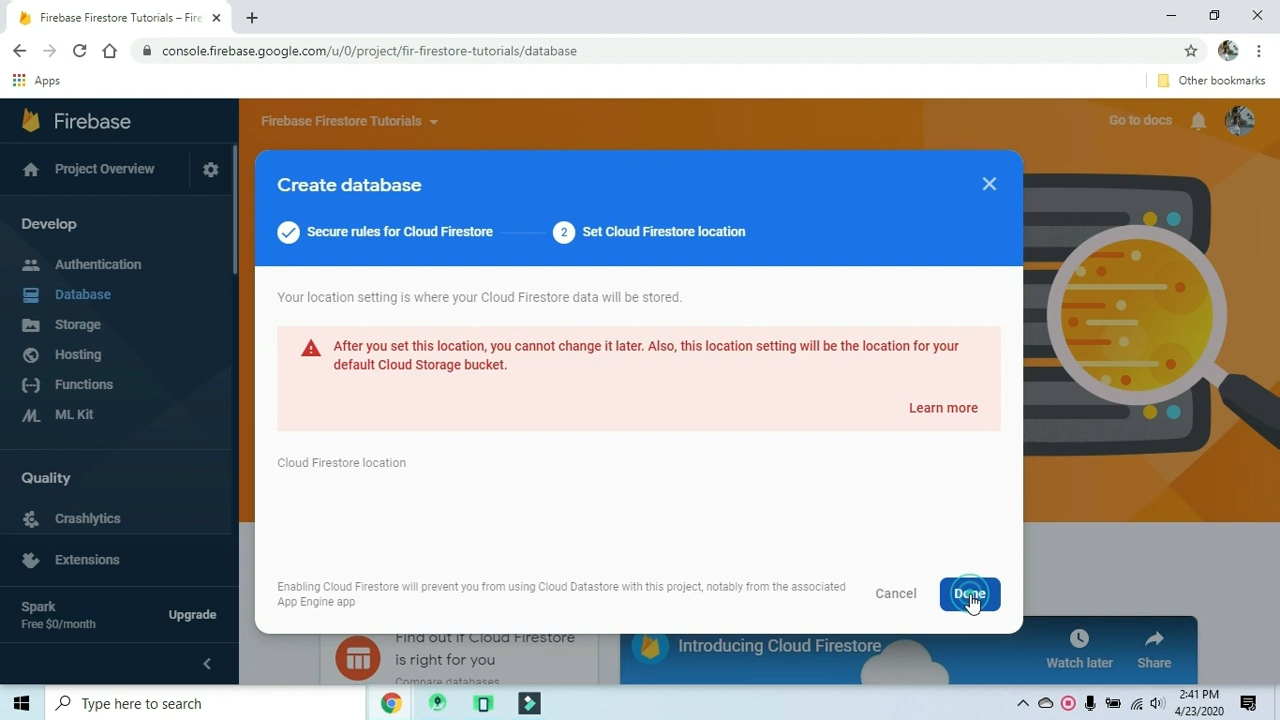 Firebase Firestore Tutorials – Fire
console.firebase.google.com/u/0/project/fir-firestore-tutorials/database
Apps
Other bookmarks
Firebase
Firebase Firestore Tutorials
Go to docs
Project Overview
Develop
Authentication
Database
Storage
Hosting
Functions
ML Kit
Quality
Crashlytics
Extensions
Spark
Free $0/month
Upgrade
Create database
Secure rules for Cloud Firestore
2
Set Cloud Firestore location
Your location setting is where your Cloud Firestore data will be stored.
After you set this location, you cannot change it later. Also, this location setting will be the location for your
default Cloud Storage bucket.
Learn more
Cloud Firestore location
Enabling Cloud Firestore will prevent you from using Cloud Datastore with this project, notably from the associated
App Engine app
Cancel
Done
Find out if Cloud Firestore
is right for you
Compare databases
Introducing Cloud Firestore
Watch later
Share
Type here to search
2:41 PM
4/23/2020